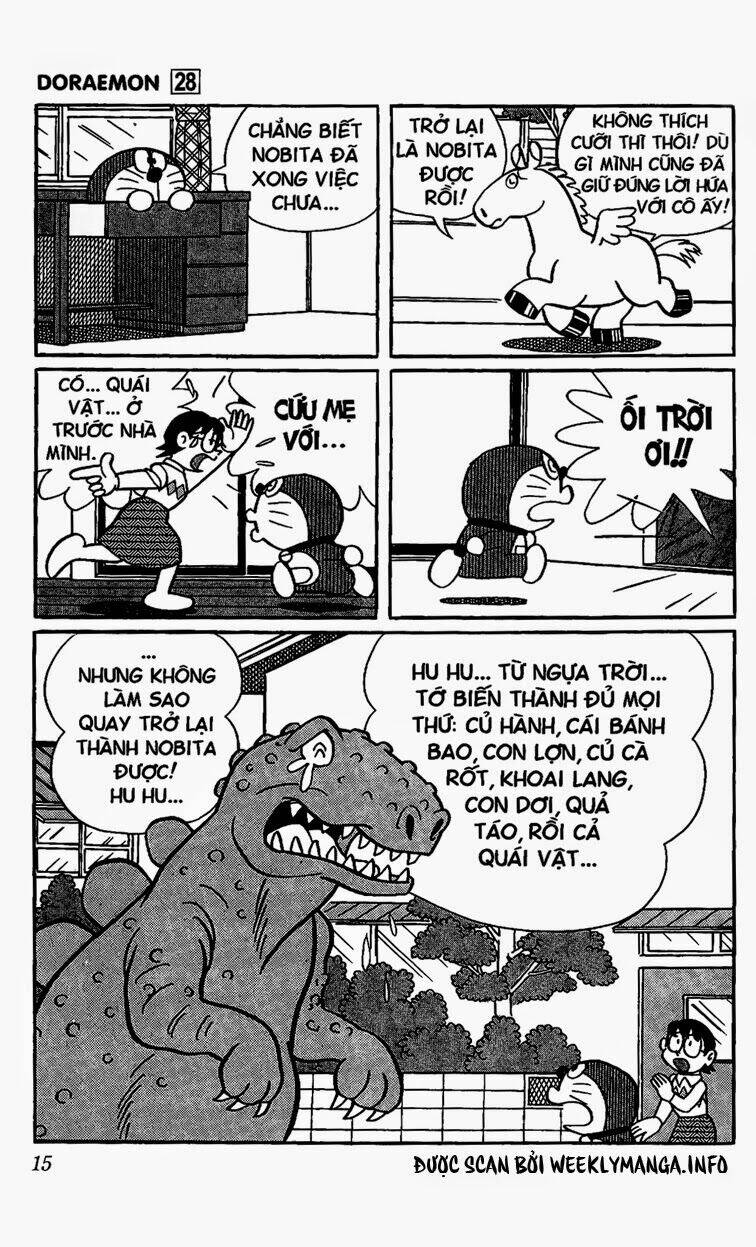 DORAEMON 28
CHẲNG BIẾT
NOBITA ĐÃ
XONG VIỆC
CHƯA...
TRỞ LẠI
LÀ NOBITA
ĐƯỢC
RỒI!
KHÔNG THÍCH
CƯỠI THÌ THÔI! DÙ
GÌ MÌNH CŨNG ĐÃ
GIỮ ĐÚNG LỜI HỨA
VỚI CÔ ẤY!
CÓ... QUÁI
VẬT... Ở
TRƯỚC NHÀ
MÌNH.
CỨU MẸ
VỚI...
ỐI TRỜI
ƠI!!
...
NHƯNG KHÔNG
LÀM SAO
QUAY TRỞ LẠI
THÀNH NOBITA
ĐƯỢC!
HU HU...
HU HU... TỪ NGỰA TRỜI...
TỚ BIẾN THÀNH ĐỦ MỌI
THỨ: CỦ HÀNH, CÁI BÁNH
BAO, CON LỢN, CỦ CÀ
RỐT, KHOAI LANG,
CON DƠI, QUẢ
TÁO, RỒI CẢ
QUÁI VẬT...
15
ĐƯỢC SCAN BỞI WEEKLYMANGA.INFO